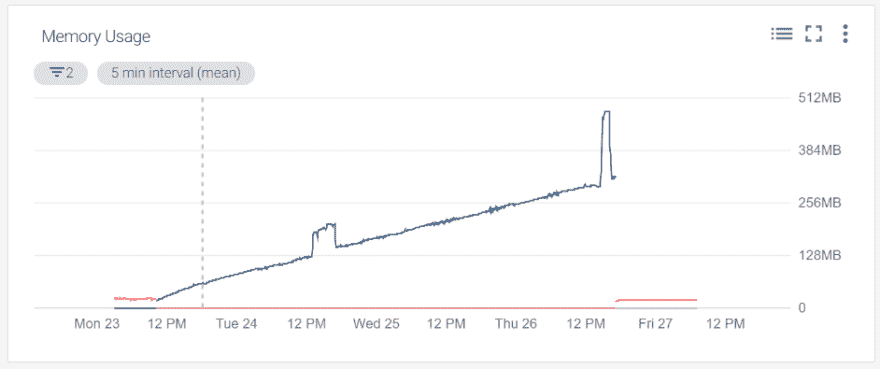 Memory Usage
2 5 min interval (mean)
512MB
384MB
256MB
128MB
0
Mon 23 12 PM Tue 24 12 PM Wed 25 12 PM Thu 26 12 PM Fri 27 12 PM